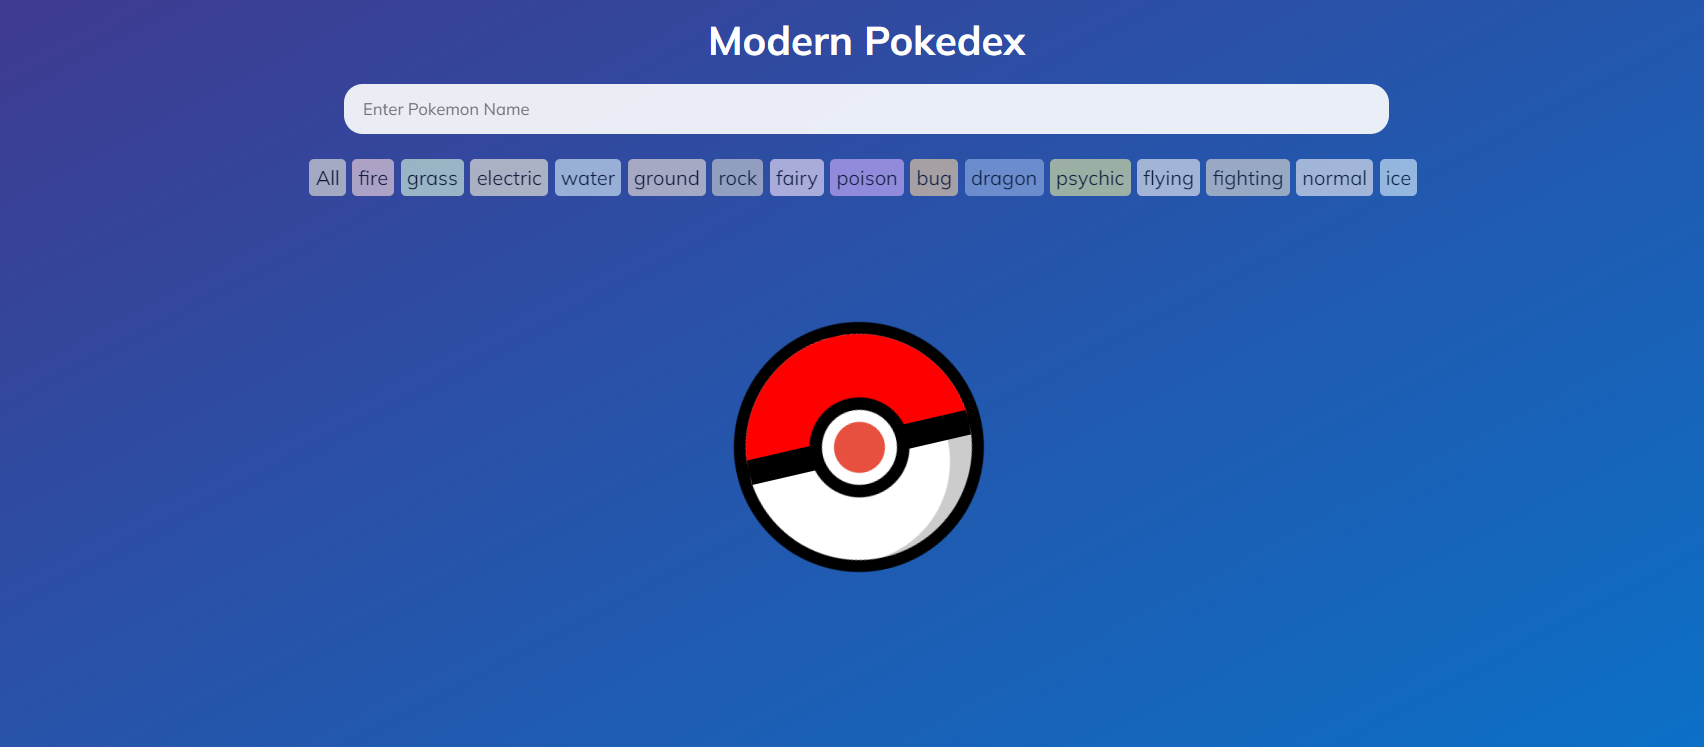 Modern Pokedex
Enter Pokemon Name
All fire grass electric water ground rock fairy poison bug dragon psychic flying fighting normal ice